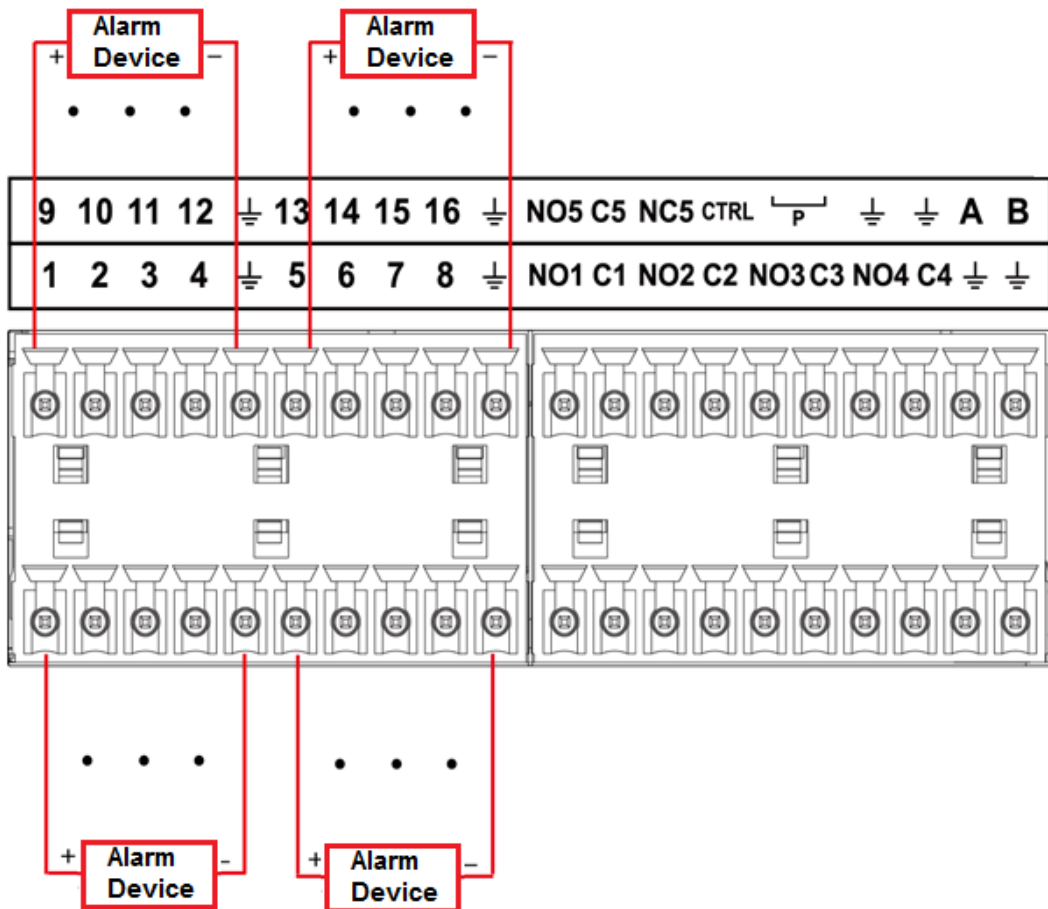 Alarm
Device
+ −
Alarm
Device
+ −
9 10 11 12 ⏚ 13 14 15 16 ⏚ NO5 C5 NC5 CTRL P ⏚ ⏚ A B
1 2 3 4 ⏚ 5 6 7 8 ⏚ NO1 C1 NO2 C2 NO3 C3 NO4 C4 ⏚ ⏚
+ -
Alarm
Device
+ −
Alarm
Device